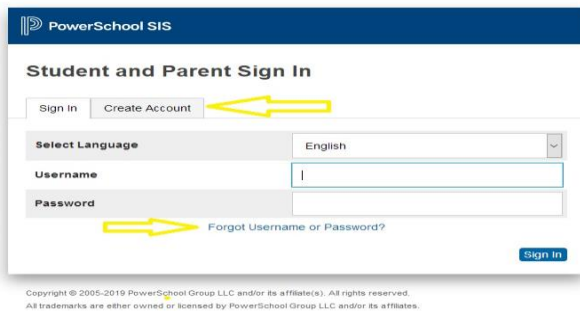 PowerSchool SIS
Student and Parent Sign In
Sign In Create Account
Select Language English
Username
Password
Forgot Username or Password?
Sign In
Copyright © 2005-2019 PowerSchool Group LLC and/or its affiliate(s). All rights reserved.
All trademarks are either owned or licensed by PowerSchool Group LLC and/or its affiliates.